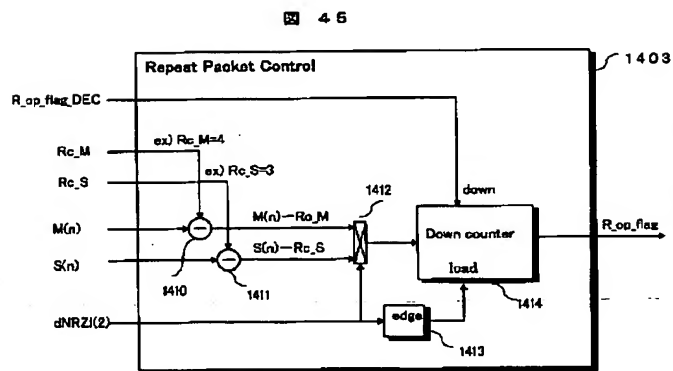 図 46
Repeat Packet Control
1403
R_op_flag_DEC
ex) Rc_M=4
Rc_M
ex) Rc_S=3
Rc_S
down
1412
M(n)
M(n)-Rc_M
Down counter
R_op_flag
S(n)
S(n)-Rc_S
load
1410
1411
1414
dNRZI(2)
edge
1413